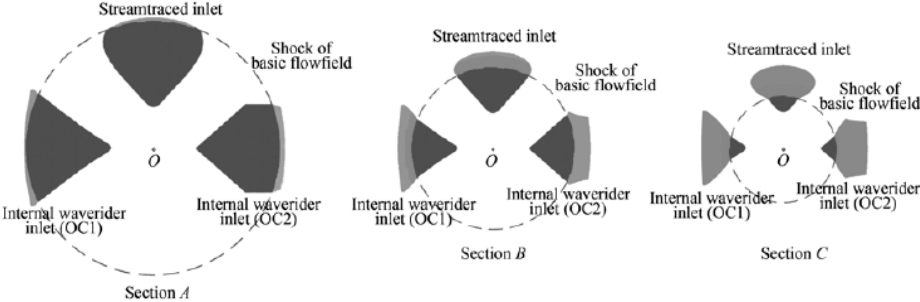 Streamtraced inlet
Shock of
basic flowfield
O
Internal waverider
inlet (OC1)
Internal waverider
inlet (OC2)
Section A
Streamtraced inlet
Shock of
basic flowfield
O
Internal waverider
inlet (OC1)
Internal waverider
inlet (OC2)
Section B
Streamtraced inlet
Shock of
basic flowfield
O
Internal waverider
inlet (OC1)
Internal waverider
inlet (OC2)
Section C